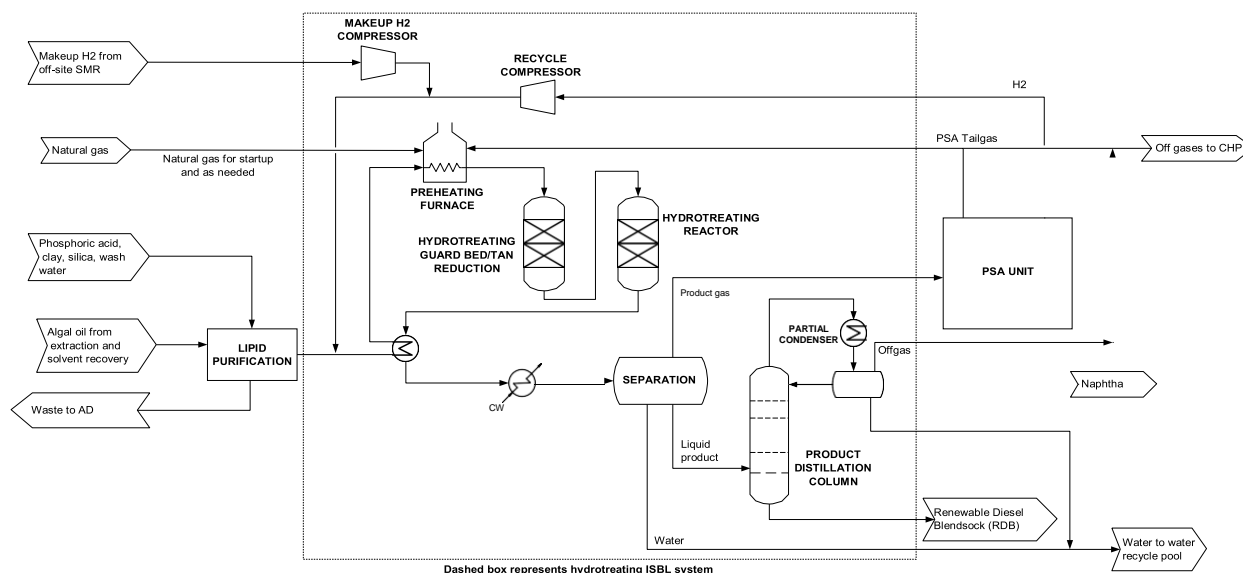 MAKEUP H2
COMPRESSOR
Makeup H2 from
off-site SMR
RECYCLE
COMPRESSOR
H2
Natural gas
Natural gas for startup
and as needed
PSA Tailgas
Off gases to CHP
PREHEATING
FURNACE
HYDROTREATING
REACTOR
HYDROTREATING
GUARD BED/TAN
REDUCTION
Phosphoric acid,
clay, silica, wash
water
PSA UNIT
Product gas
Algal oil from
extraction and
solvent recovery
LIPID
PURIFICATION
PARTIAL
CONDENSER
Offgas
SEPARATION
Naphtha
Waste to AD
CW
Liquid
product
PRODUCT
DISTILLATION
COLUMN
Renewable Diesel
Blendsock (RDB)
Water
Water to water
recycle pool
Dashed box represents hydrotreating ISBL system